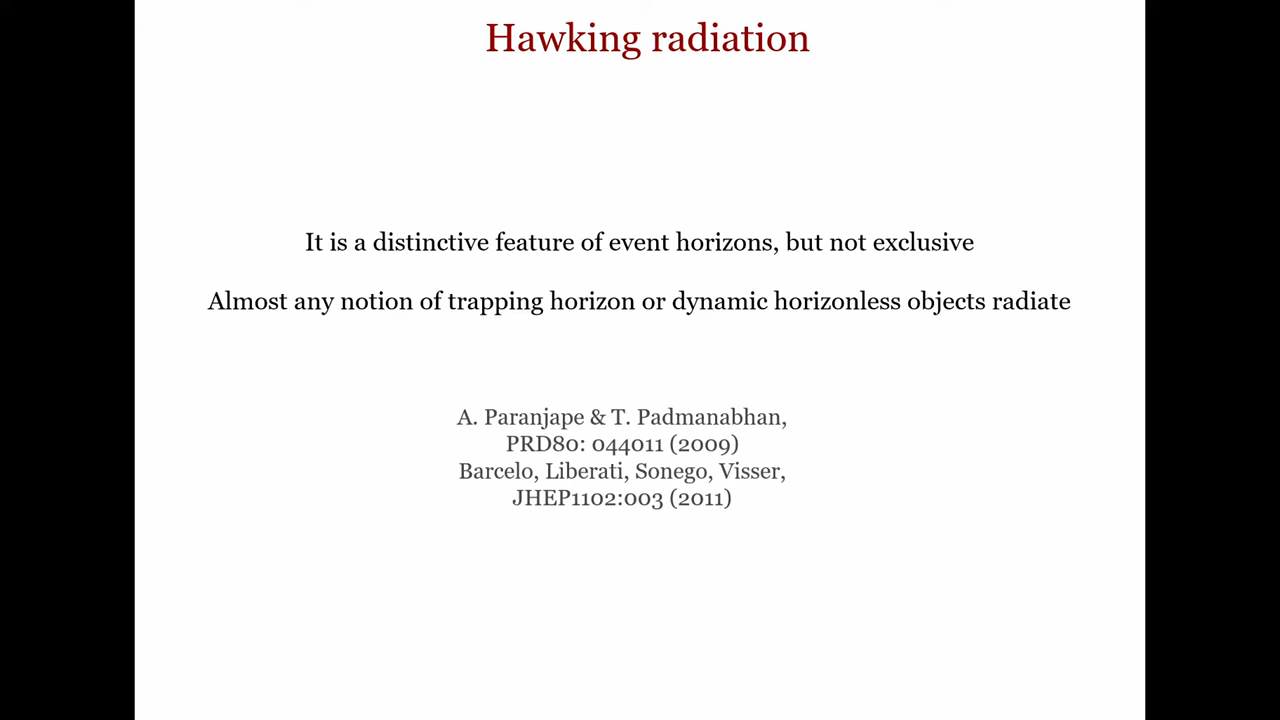 Hawking radiation
It is a distinctive feature of event horizons, but not exclusive
Almost any notion of trapping horizon or dynamic horizonless objects radiate
A. Paranjape & T. Padmanabhan,
PRD80: 044011 (2009)
Barcelo, Liberati, Sonego, Visser,
JHEP1102:003 (2011)